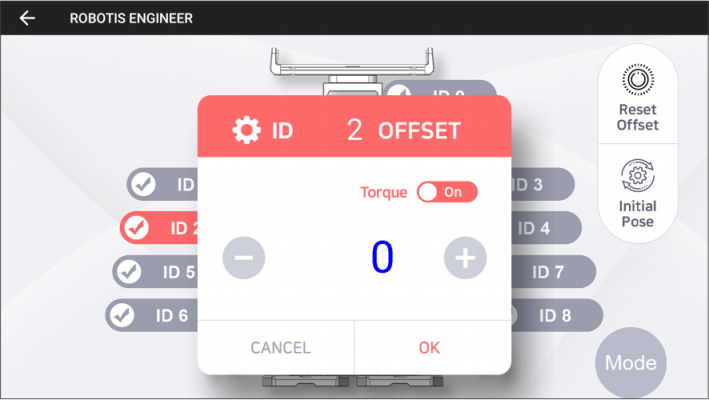 ROBOTIS ENGINEER
Reset
Offset
Initial
Pose
ID 2 OFFSET
Torque On
0
CANCEL OK
ID
ID 3
ID 2
ID 4
ID 5
ID 7
ID 6
ID 8
Mode